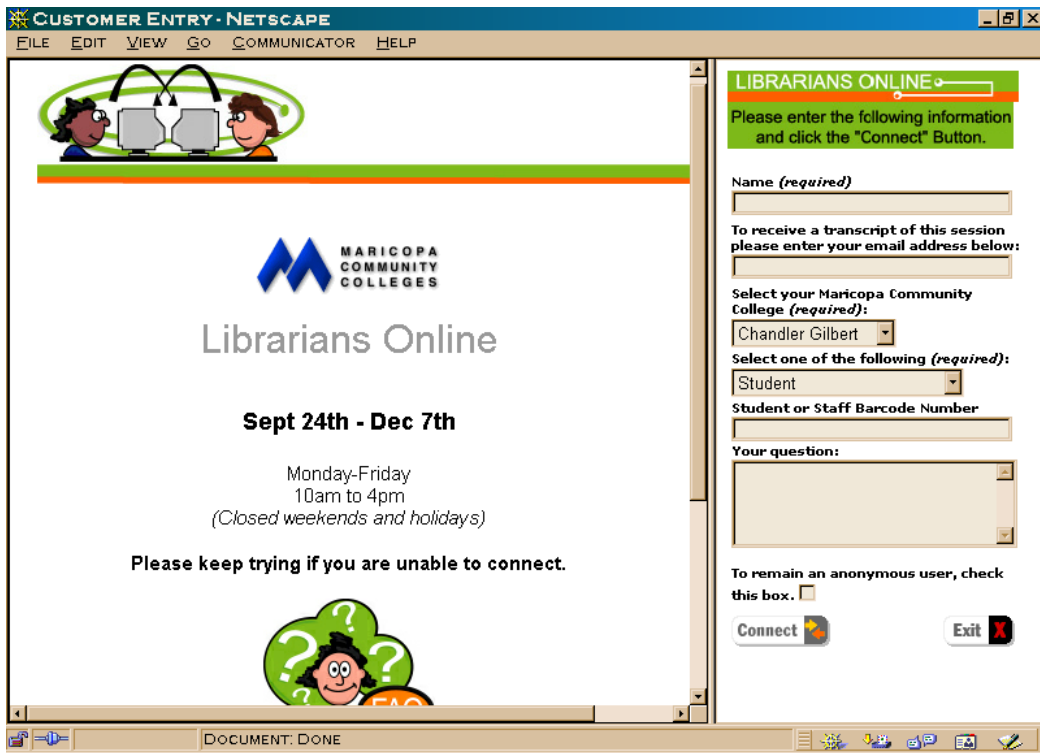 CUSTOMER ENTRY - NETSCAPE
FILE EDIT VIEW GO COMMUNICATOR HELP
MARICOPA
COMMUNITY
COLLEGES
Librarians Online
Sept 24th - Dec 7th
Monday-Friday
10am to 4pm
(Closed weekends and holidays)
Please keep trying if you are unable to connect.
? ? ?
FAQ
LIBRARIANS ONLINE
Please enter the following information
and click the "Connect" Button.
Name (required)
To receive a transcript of this session
please enter your email address below:
Select your Maricopa Community
College (required):
Chandler Gilbert
Select one of the following (required):
Student
Student or Staff Barcode Number
Your question:
To remain an anonymous user, check
this box.
Connect Exit X
DOCUMENT: DONE